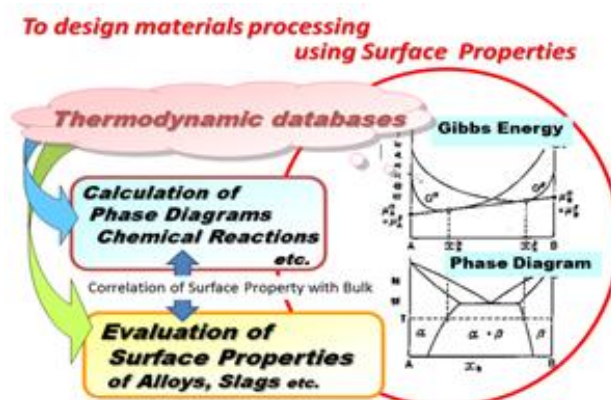 To design materials processing
using Surface Properties
Thermodynamic databases
Gibbs Energy
Calculation of
Phase Diagrams
Chemical Reactions
etc.
A
B
Phase Diagram
Correlation of Surface Property with Bulk
T
α
α + β
β
Evaluation of
Surface Properties
of Alloys, Slags etc.
A
B